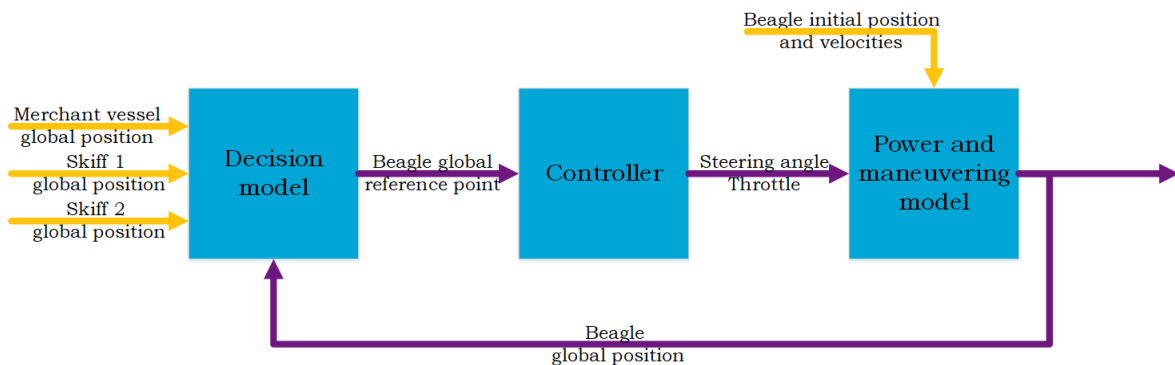 Beagle initial position
and velocities
Merchant vessel
global position
Skiff 1
global position
Skiff 2
global position
Decision
model
Beagle global
reference point
Controller
Steering angle
Throttle
Power and
maneuvering
model
Beagle
global position